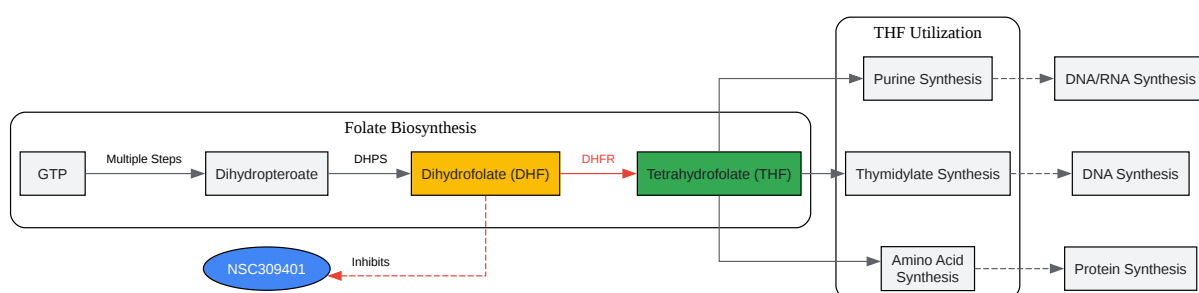 THF Utilization
Purine Synthesis
DNA/RNA Synthesis
Folate Biosynthesis
GTP
Multiple Steps
Dihydropteroate
DHPS
Dihydrofolate (DHF)
DHFR
Tetrahydrofolate (THF)
Thymidylate Synthesis
DNA Synthesis
NSC309401
Inhibits
Amino Acid
Synthesis
Protein Synthesis